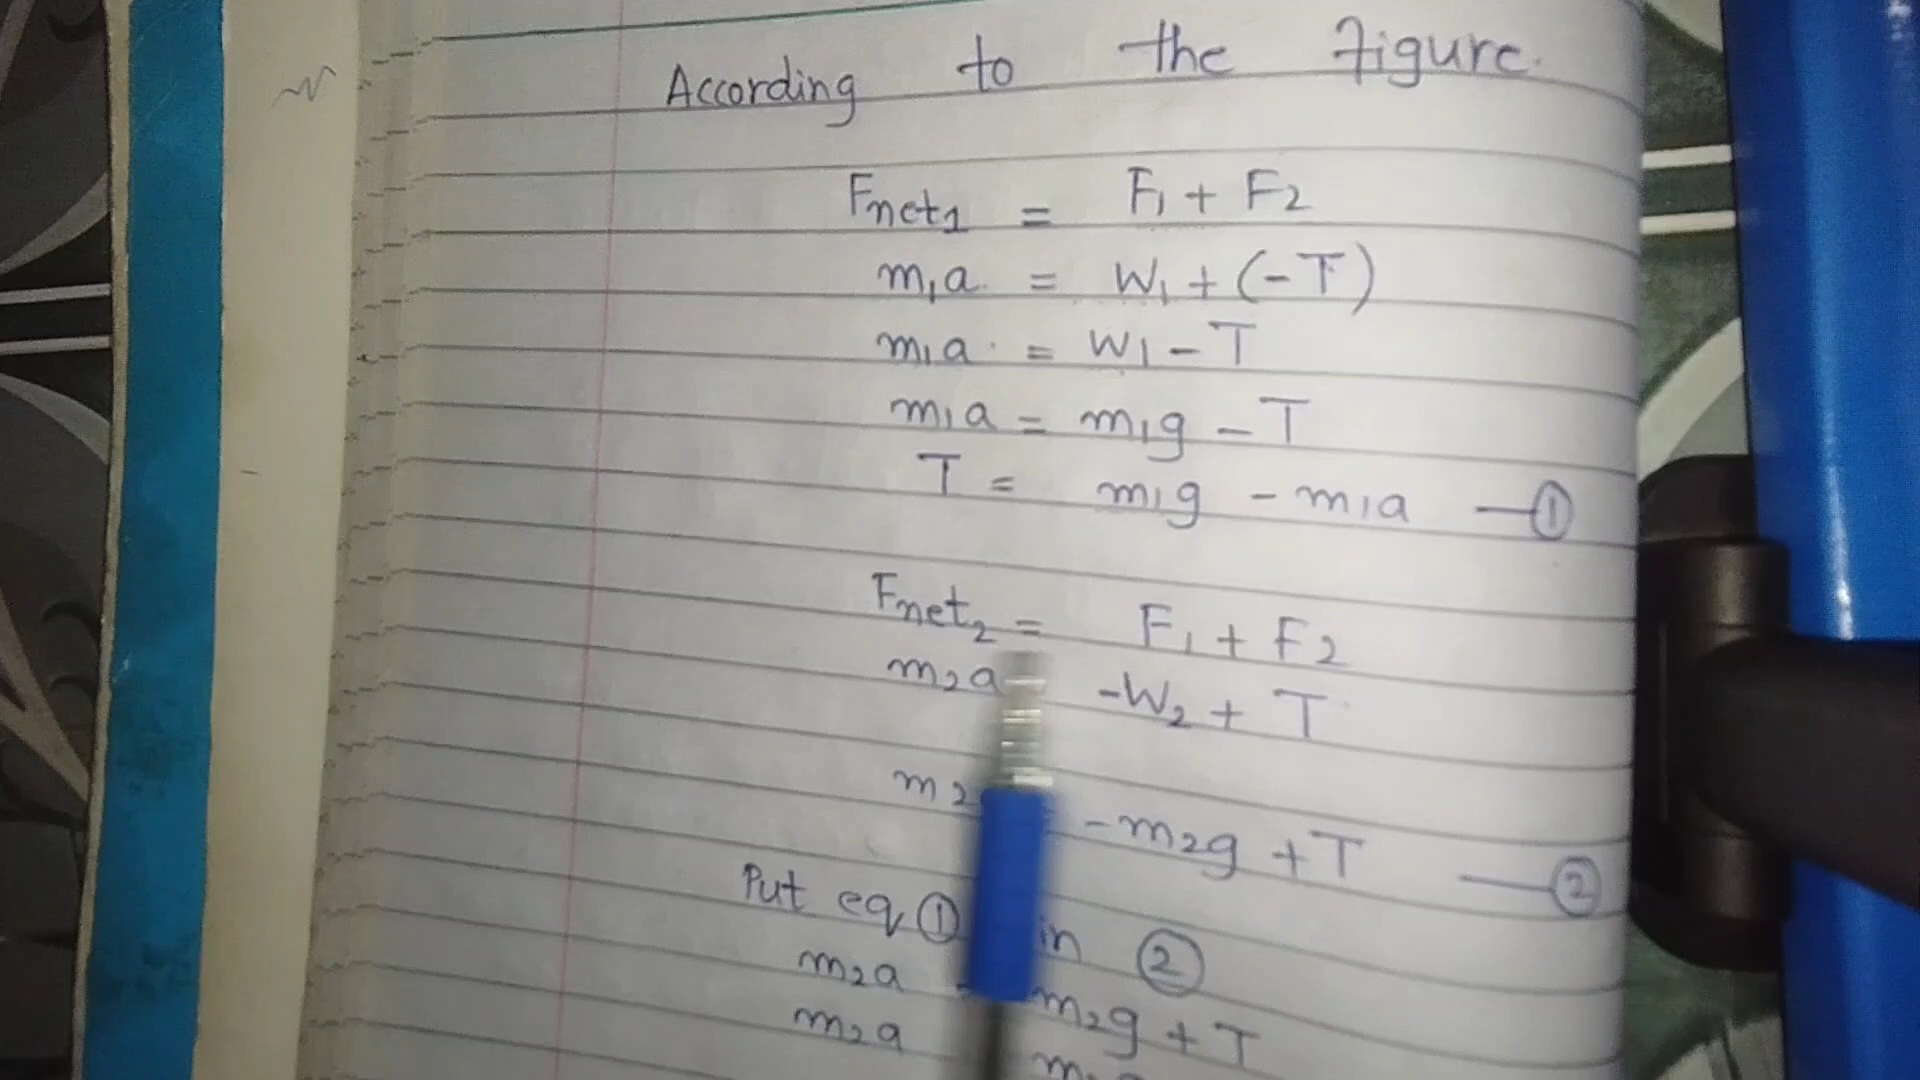 According to the figure.
Fnet1 = F1 + F2
m1a = W1 + (-T)
m1a = W1 - T
m1a = m1g - T
T = m1g - m1a —①
Fnet2 = F1 + F2
m2a -W2 + T
m2 -m2g + T —②
Put eq ① in ②
m2a m2g + T
m2a